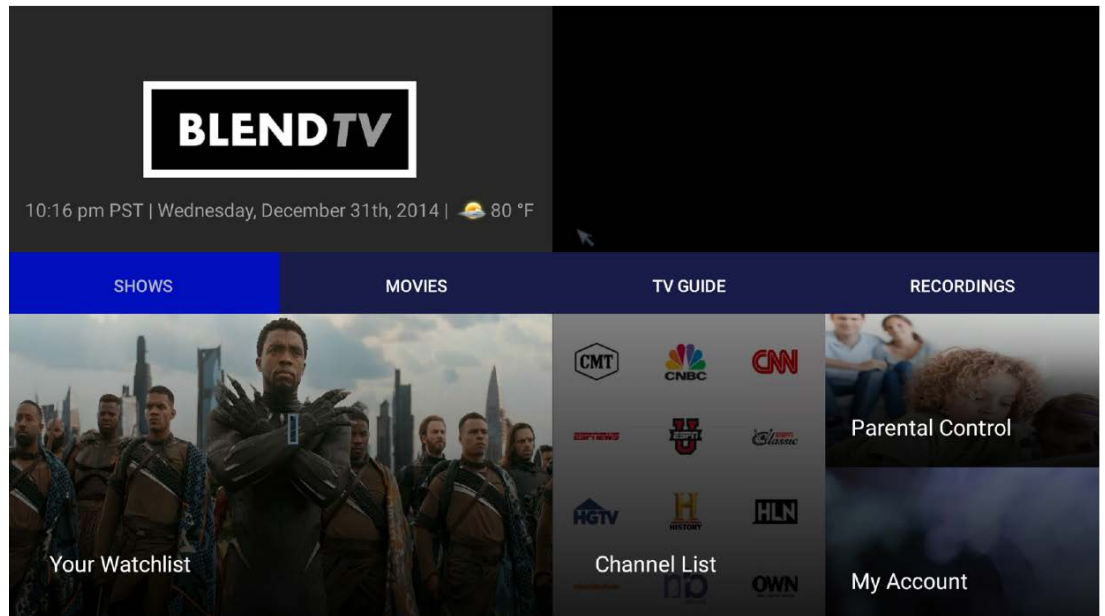 BLENDTV
10:16 pm PST | Wednesday, December 31th, 2014 | 80 °F
SHOWS
MOVIES
TV GUIDE
RECORDINGS
CMT
CNBC
CNN
ESPNEWS
ESPN
U
ESPN
Classic
HGTV
H
HISTORY
HLN
OWN
Your Watchlist
Channel List
Parental Control
My Account